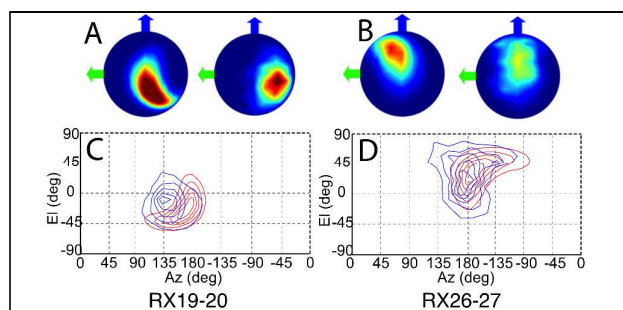 A B
C D
90 90
45 45
0 0
-45 -45
-90 -90
El (deg) El (deg)
0 45 90 135 180 -135 -90 -45 0 0 45 90 135 180 -135 -90 -45 0
Az (deg) Az (deg)
RX19-20 RX26-27